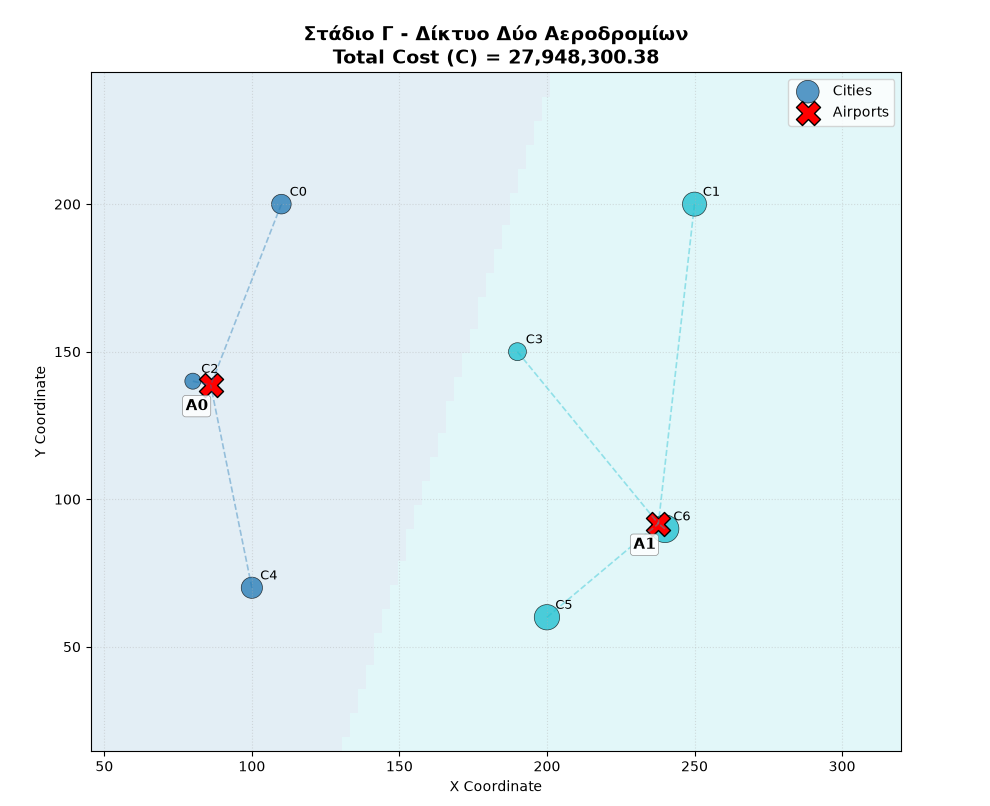 Στάδιο Γ - Δίκτυο Δύο Αεροδρομίων
Total Cost (C) = 27,948,300.38
Cities
Airports
C0
C1
C3
C2
A0
C6
A1
C4
C5
200
150
100
50
Y Coordinate
50
100
150
200
250
300
X Coordinate